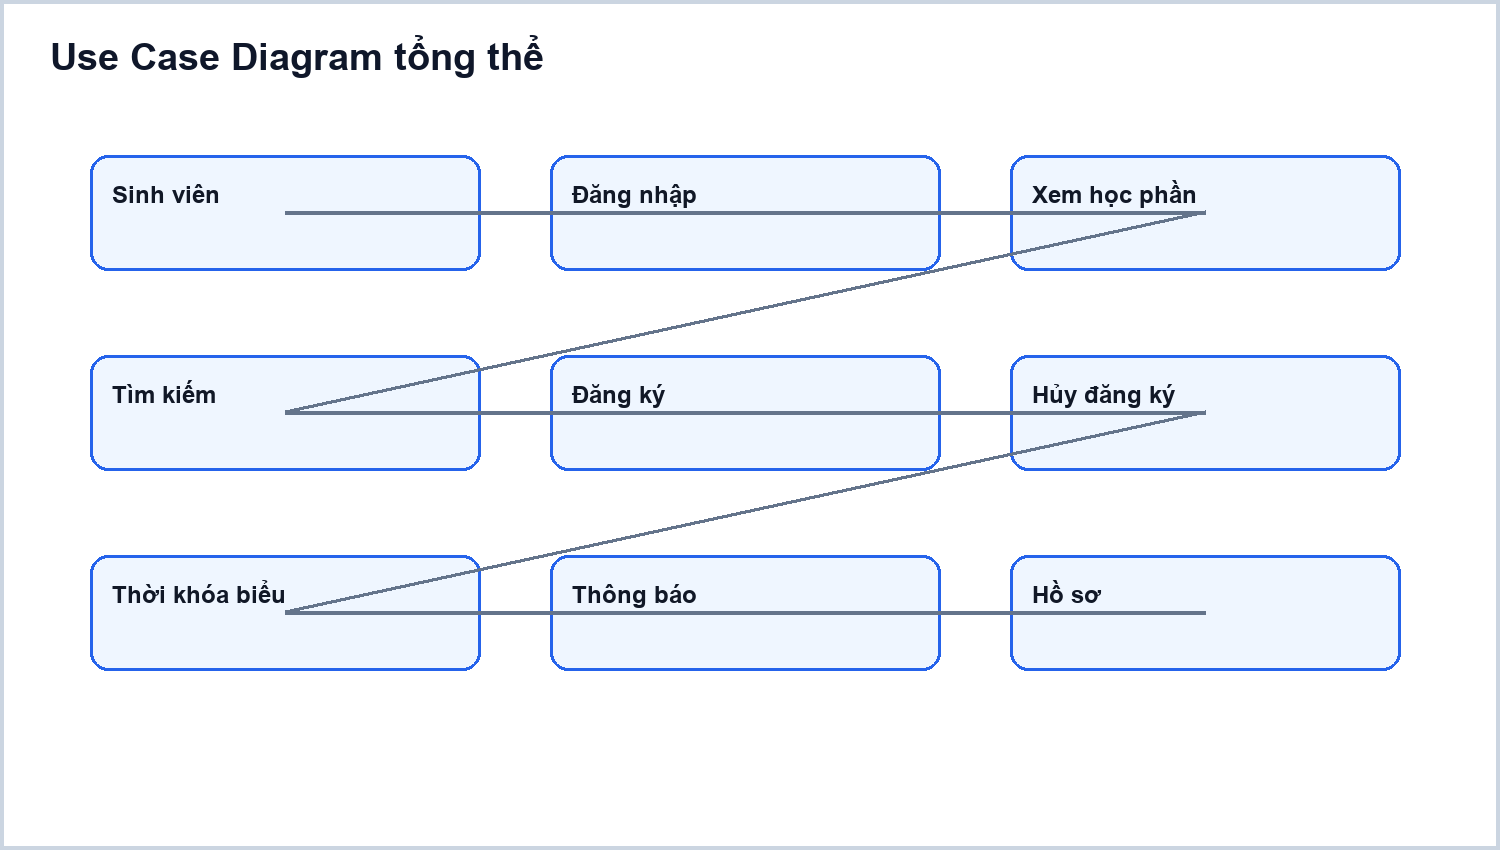 Use Case Diagram tổng thể
Sinh viên
Đăng nhập
Xem học phần
Tìm kiếm
Đăng ký
Hủy đăng ký
Thời khóa biểu
Thông báo
Hồ sơ